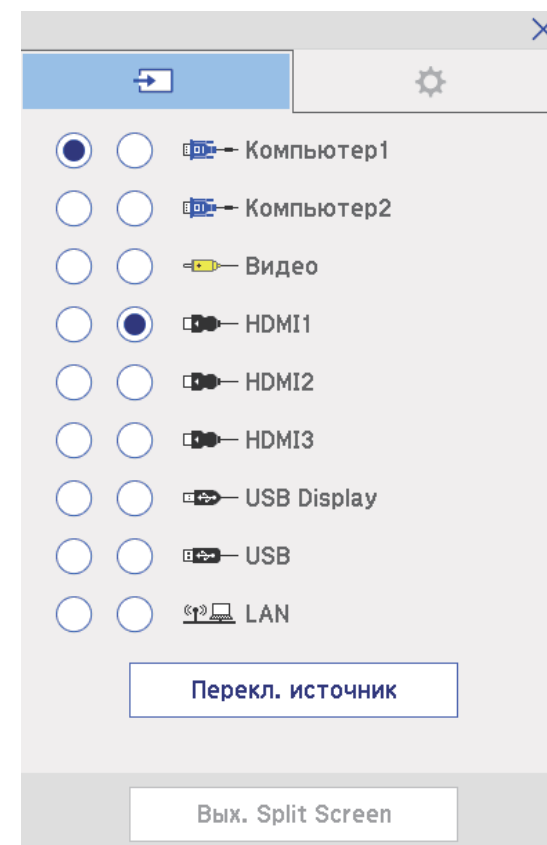 Компьютер1
Компьютер2
Видео
HDMI1
HDMI2
HDMI3
USB Display
USB
LAN
Перекл. источник
Вых. Split Screen